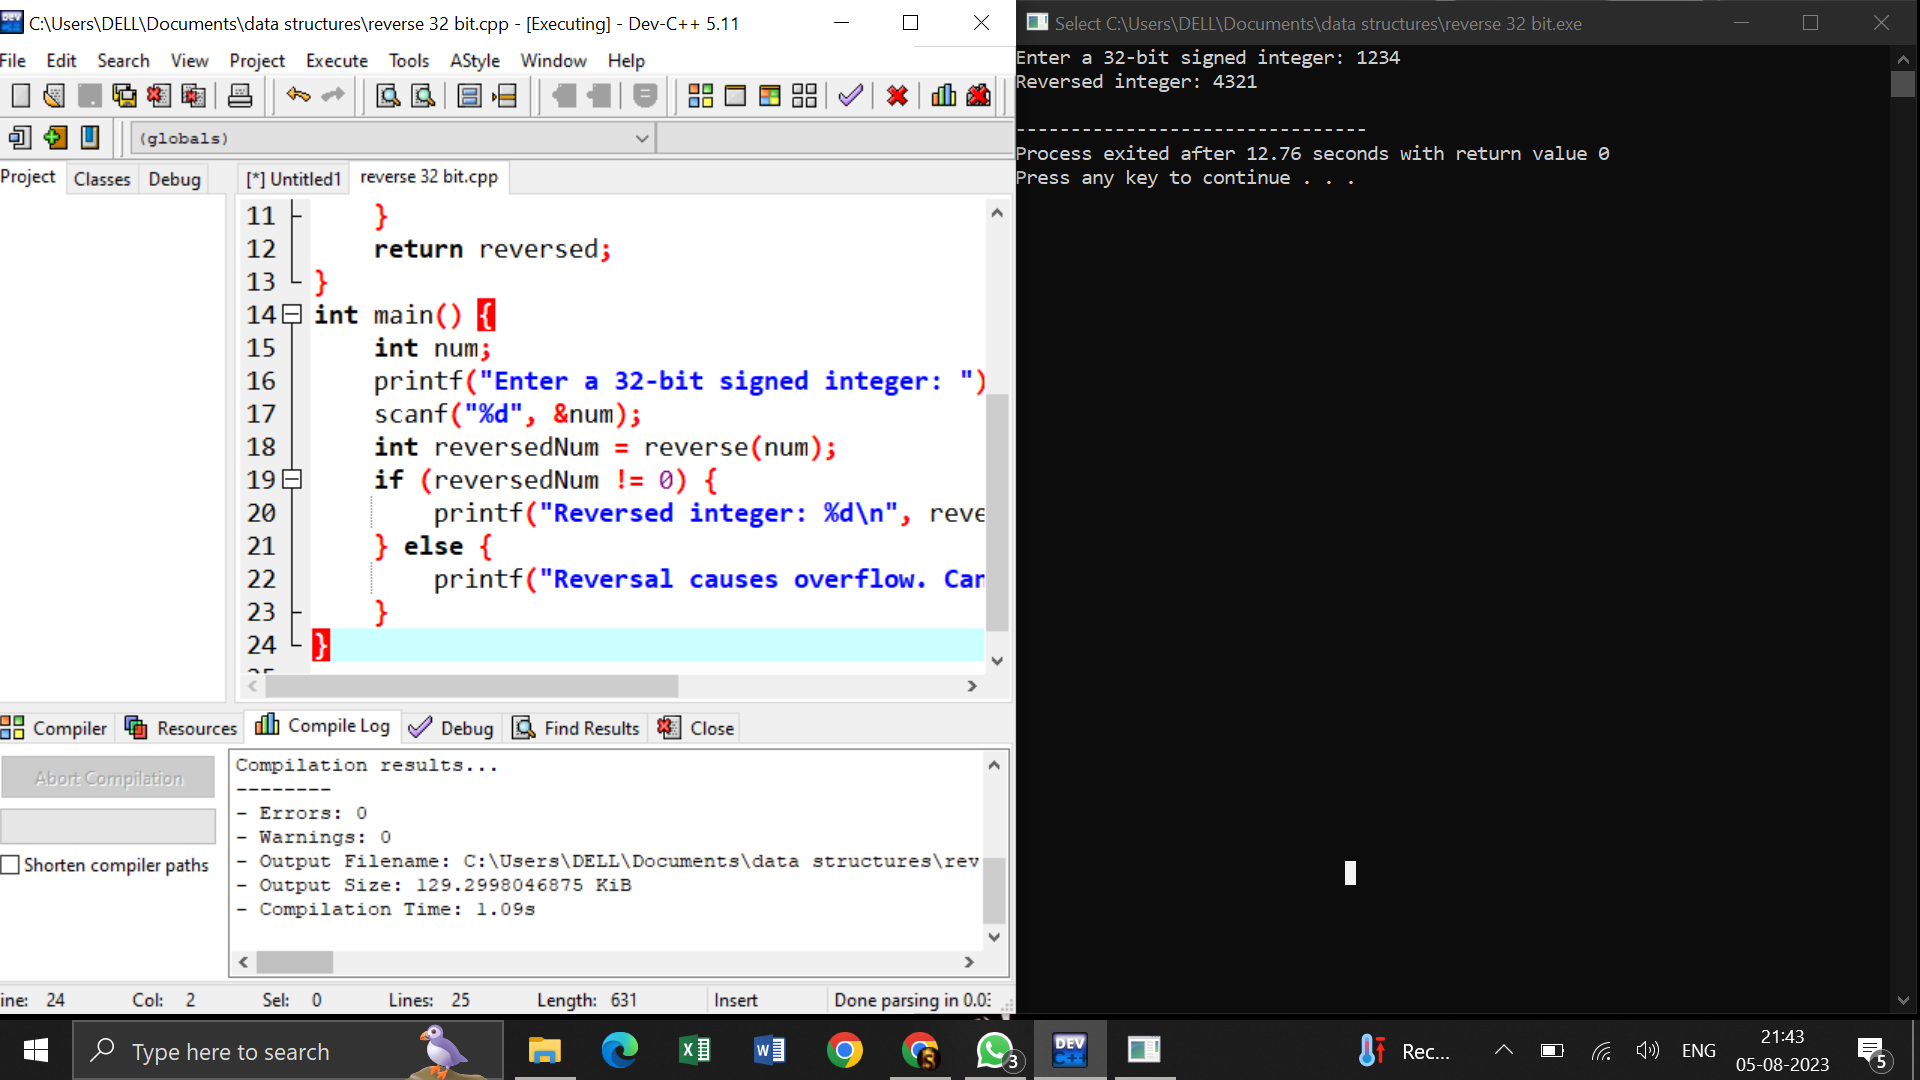 C:\Users\DELL\Documents\data structures\reverse 32 bit.cpp - [Executing] - Dev-C++ 5.11
File Edit Search View Project Execute Tools AStyle Window Help
(globals)
Project Classes Debug
[*] Untitled1 reverse 32 bit.cpp
11 }
12 return reversed;
13 }
14 int main() {
15 int num;
16 printf("Enter a 32-bit signed integer: ")
17 scanf("%d", &num);
18 int reversedNum = reverse(num);
19 if (reversedNum != 0) {
20 printf("Reversed integer: %d\n", reve
21 } else {
22 printf("Reversal causes overflow. Can
23 }
24 }
Compiler Resources Compile Log Debug Find Results Close
Abort Compilation
Shorten compiler paths
Compilation results...
--------
- Errors: 0
- Warnings: 0
- Output Filename: C:\Users\DELL\Documents\data structures\rev
- Output Size: 129.2998046875 KiB
- Compilation Time: 1.09s
ine: 24 Col: 2 Sel: 0 Lines: 25 Length: 631 Insert Done parsing in 0.03
Select C:\Users\DELL\Documents\data structures\reverse 32 bit.exe
Enter a 32-bit signed integer: 1234
Reversed integer: 4321
--------------------------------
Process exited after 12.76 seconds with return value 0
Press any key to continue . . .
Type here to search
DEV C++
3
Rec...
ENG
21:43
05-08-2023
5